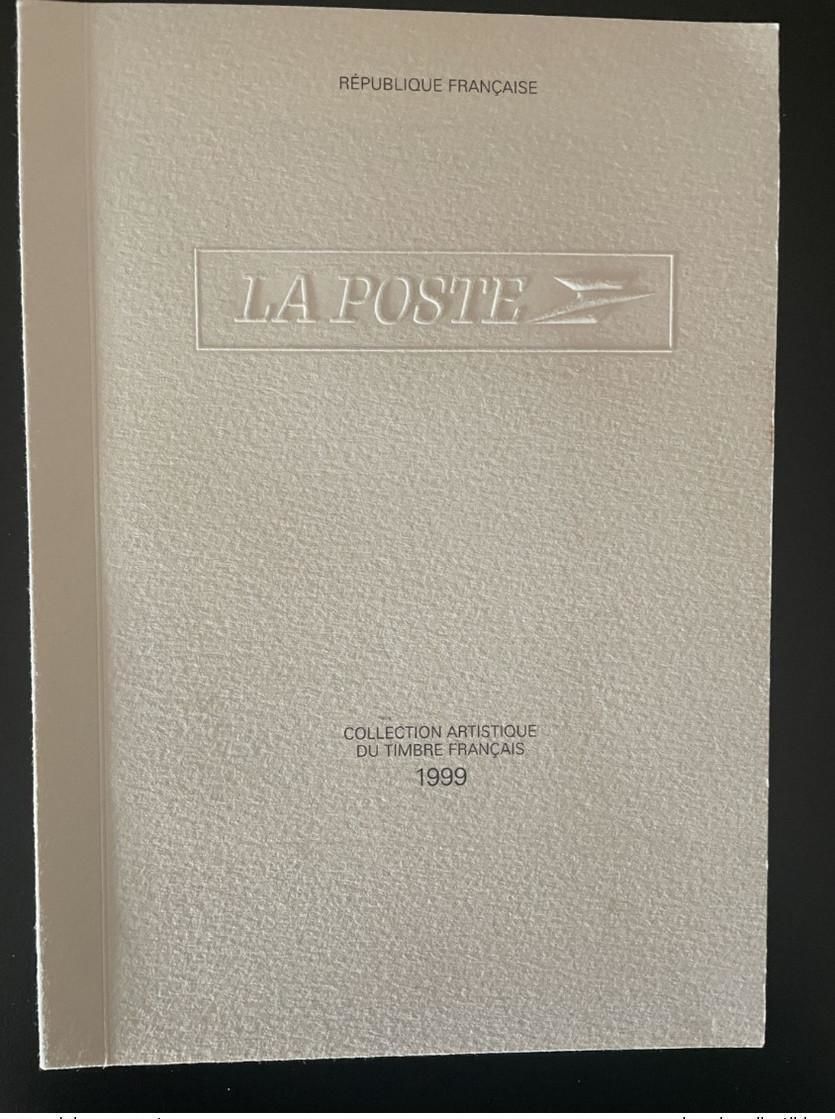 RÉPUBLIQUE FRANÇAISE
LA POSTE
COLLECTION ARTISTIQUE
DU TIMBRE FRANÇAIS
1999